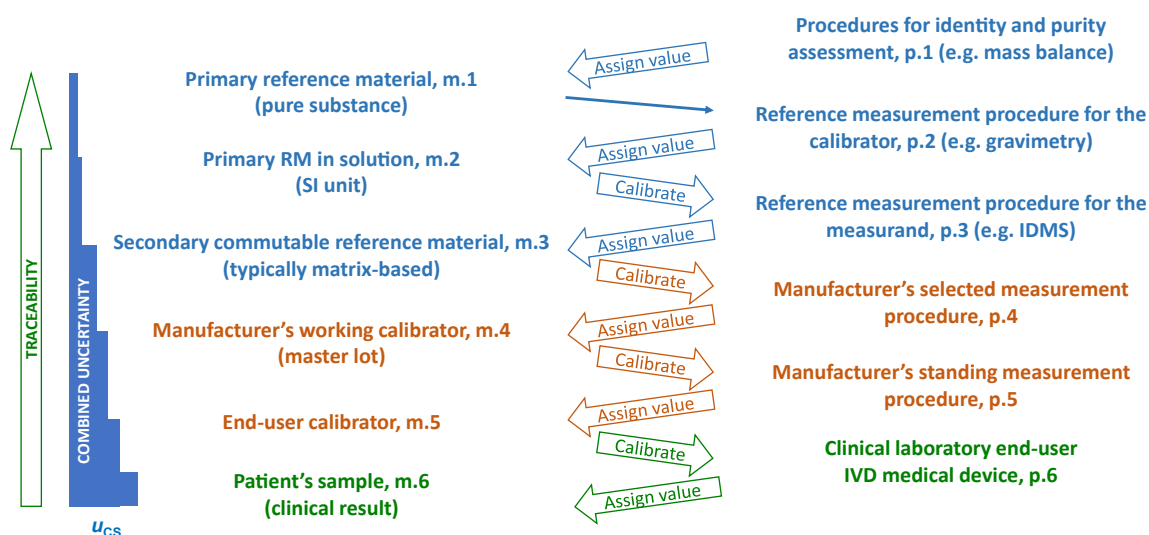 Procedures for identity and purity
assessment, p.1 (e.g. mass balance)
Assign value
Primary reference material, m.1
(pure substance)
Reference measurement procedure for the
calibrator, p.2 (e.g. gravimetry)
Assign value
Primary RM in solution, m.2
(SI unit)
Calibrate
Reference measurement procedure for the
measurand, p.3 (e.g. IDMS)
Assign value
Secondary commutable reference material, m.3
(typically matrix-based)
Calibrate
Manufacturer's selected measurement
procedure, p.4
Assign value
Manufacturer's working calibrator, m.4
(master lot)
Calibrate
Manufacturer's standing measurement
procedure, p.5
Assign value
End-user calibrator, m.5
Calibrate
Clinical laboratory end-user
IVD medical device, p.6
Assign value
Patient's sample, m.6
(clinical result)
TRACEABILITY
COMBINED UNCERTAINTY
uCS